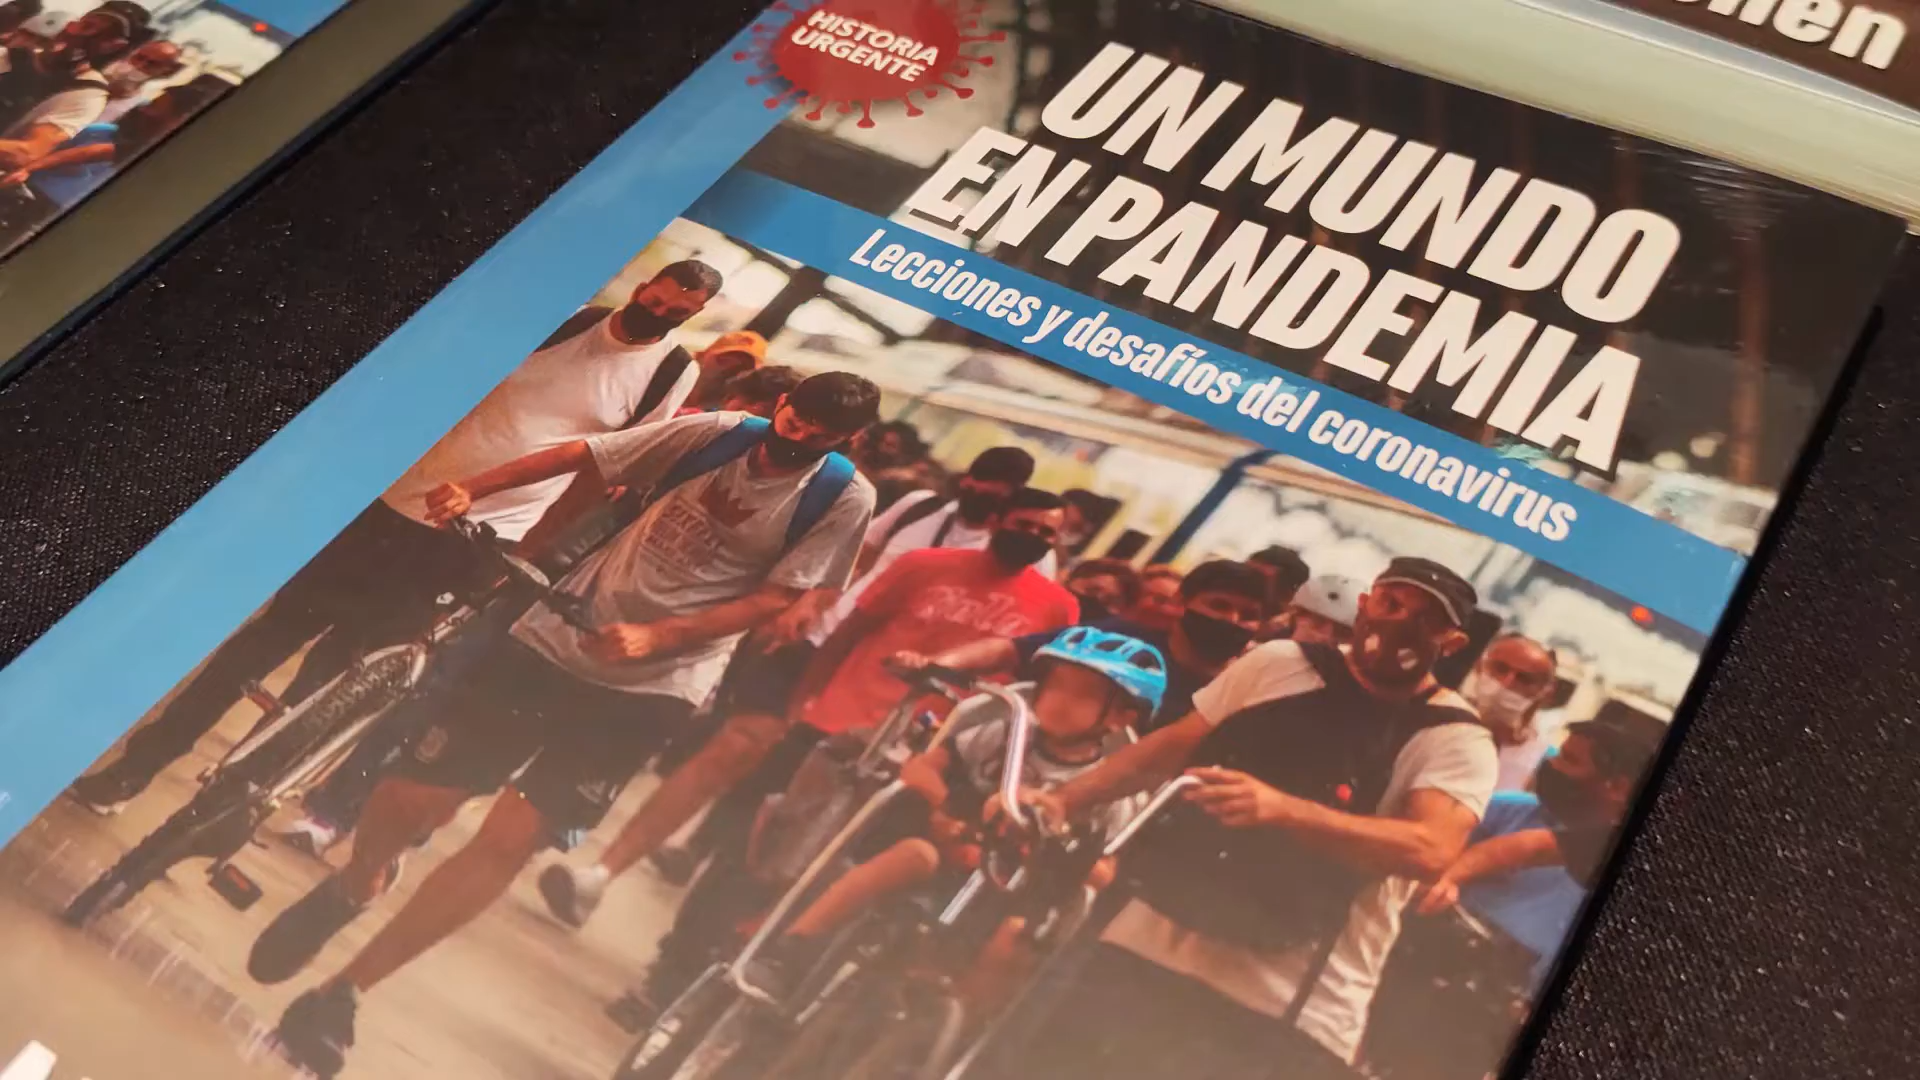 HISTORIA
URGENTE
UN MUNDO
EN PANDEMIA
Lecciones y desafíos del coronavirus